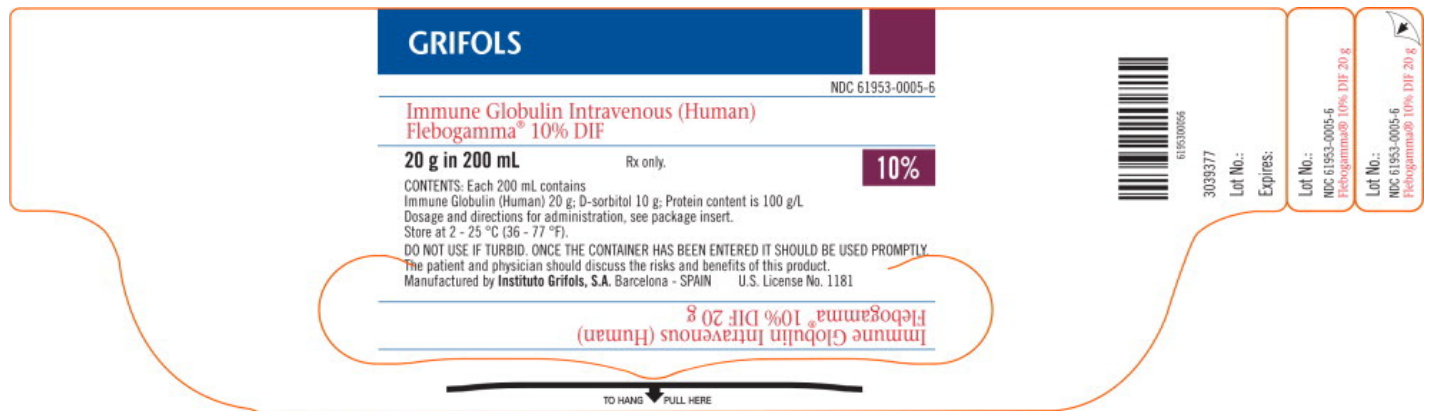 GRIFOLS
NDC 61953-0005-6
Immune Globulin Intravenous (Human)
Flebogamma® 10% DIF
20 g in 200 mL Rx only. 10%
CONTENTS: Each 200 mL contains
Immune Globulin (Human) 20 g; D-sorbitol 10 g; Protein content is 100 g/L
Dosage and directions for administration, see package insert.
Store at 2 - 25 °C (36 - 77 °F).
DO NOT USE IF TURBID. ONCE THE CONTAINER HAS BEEN ENTERED IT SHOULD BE USED PROMPTLY.
The patient and physician should discuss the risks and benefits of this product.
Manufactured by Instituto Grifols, S.A. Barcelona - SPAIN U.S. License No. 1181
Immune Globulin Intravenous (Human)
Flebogamma® 10% DIF 20 g
TO HANG PULL HERE
6195300056
3039377
Lot No.:
Expires:
Lot No.:
NDC 61953-0005-6
Flebogamma® 10% DIF 20 g
Lot No.:
NDC 61953-0005-6
Flebogamma® 10% DIF 20 g